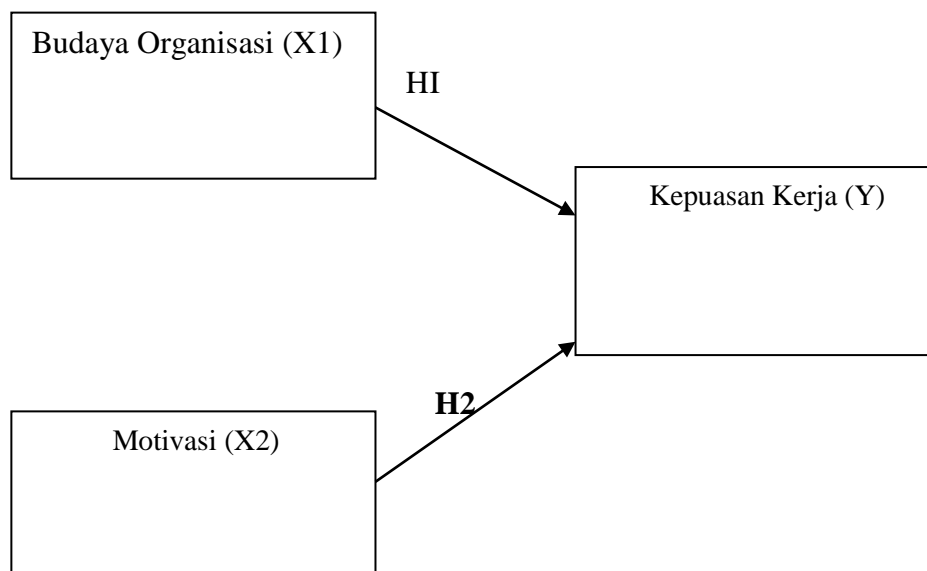 Budaya Organisasi (X1)
HI
Kepuasan Kerja (Y)
H2
Motivasi (X2)